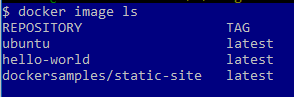 $ docker image ls
REPOSITORY TAG
ubuntu latest
hello-world latest
dockersamples/static-site latest